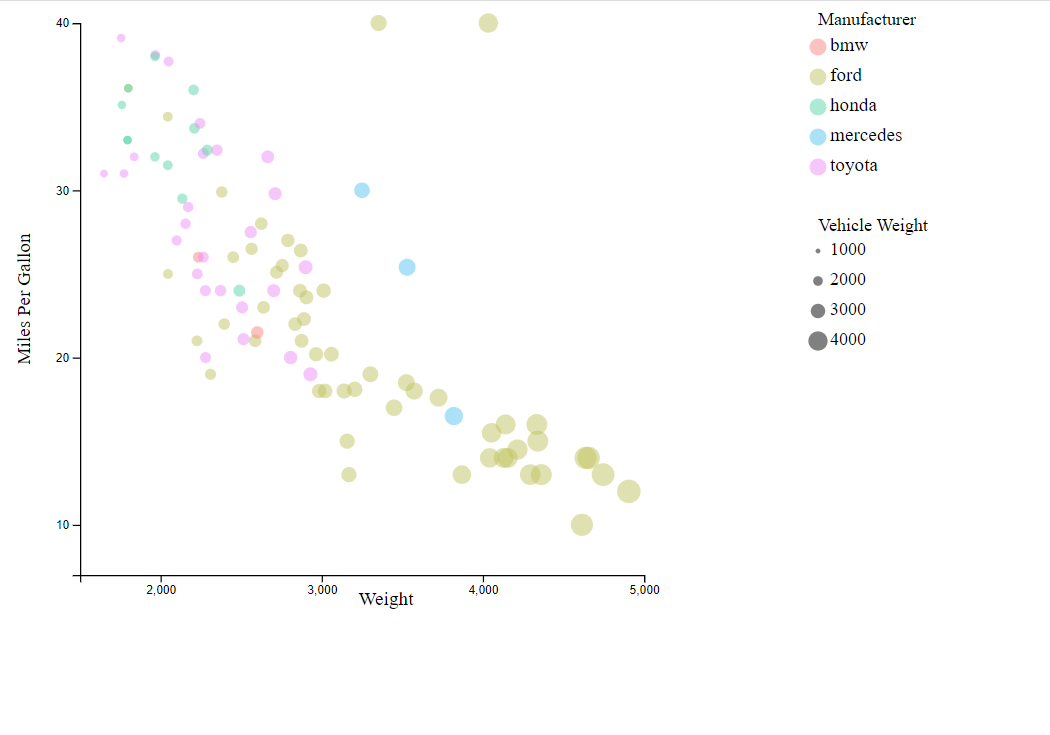 40
30
20
10
Miles Per Gallon
2,000
3,000
4,000
5,000
Weight
Manufacturer
bmw
ford
honda
mercedes
toyota
Vehicle Weight
1000
2000
3000
4000